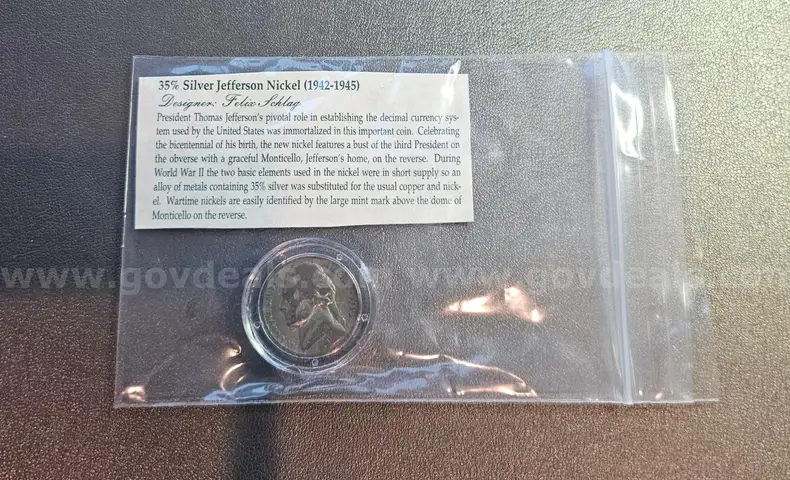 35% Silver Jefferson Nickel (1942-1945)
Designer: Felix Schlag
President Thomas Jefferson's pivotal role in establishing the decimal currency sys-
tem used by the United States was immortalized in this important coin. Celebrating
the bicentennial of his birth, the new nickel features a bust of the third President on
the obverse with a graceful Monticello, Jefferson's home, on the reverse. During
World War II the two basic elements used in the nickel were in short supply so an
alloy of metals containing 35% silver was substituted for the usual copper and nick-
el. Wartime nickels are easily identified by the large mint mark above the dome of
Monticello on the reverse.
www.govdeals.com
www.govdeals.com